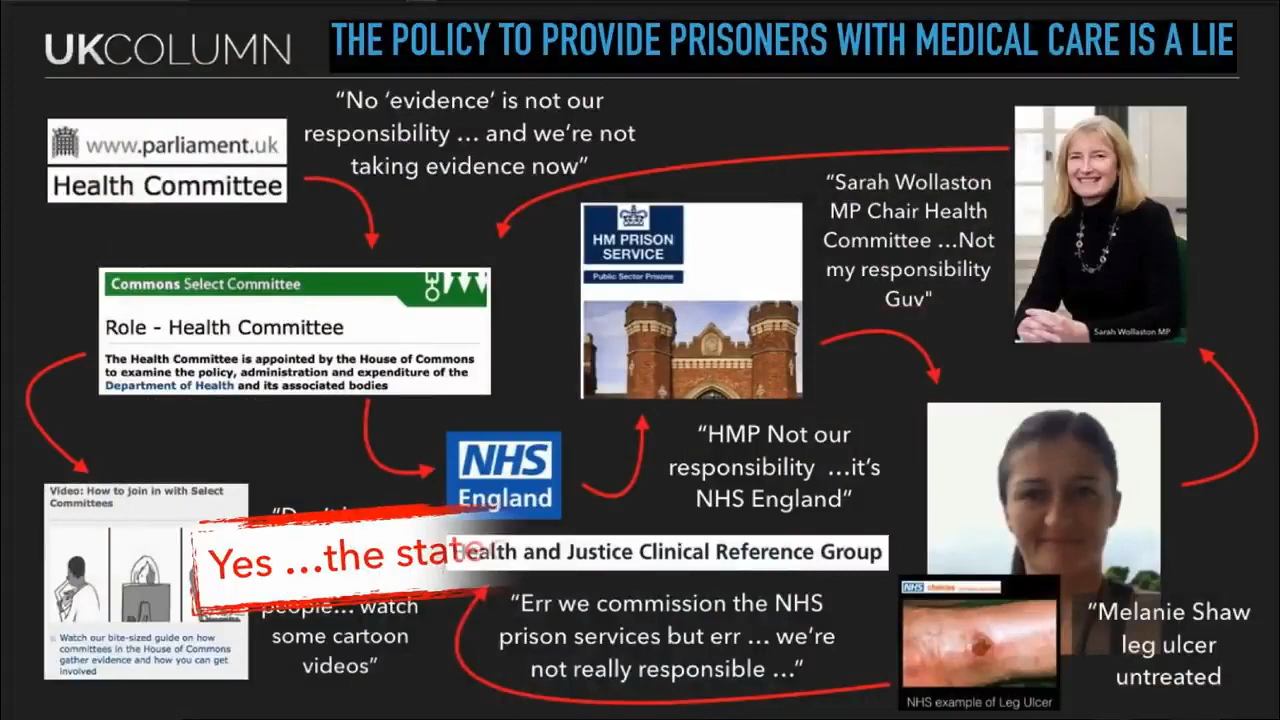 UKCOLUMN
THE POLICY TO PROVIDE PRISONERS WITH MEDICAL CARE IS A LIE
www.parliament.uk
Health Committee
“No ‘evidence’ is not our
responsibility … and we’re not
taking evidence now”
Commons Select Committee
Role - Health Committee
The Health Committee is appointed by the House of Commons
to examine the policy, administration and expenditure of the
Department of Health and its associated bodies
HM PRISON
SERVICE
Public Sector Prisons
“Sarah Wollaston
MP Chair Health
Committee …Not
my responsibility
Guv"
Sarah Wollaston MP
“HMP Not our
responsibility …it’s
NHS England”
NHS
England
Video: How to join in with Select
Committees
Yes …the state
Health and Justice Clinical Reference Group
people… watch
some cartoon
videos”
Watch our bite-sized guide on how
committees in the House of Commons
gather evidence and how you can get
involved
“Err we commission the NHS
prison services but err … we’re
not really responsible …”
NHS choices
NHS example of Leg Ulcer
“Melanie Shaw
leg ulcer
untreated